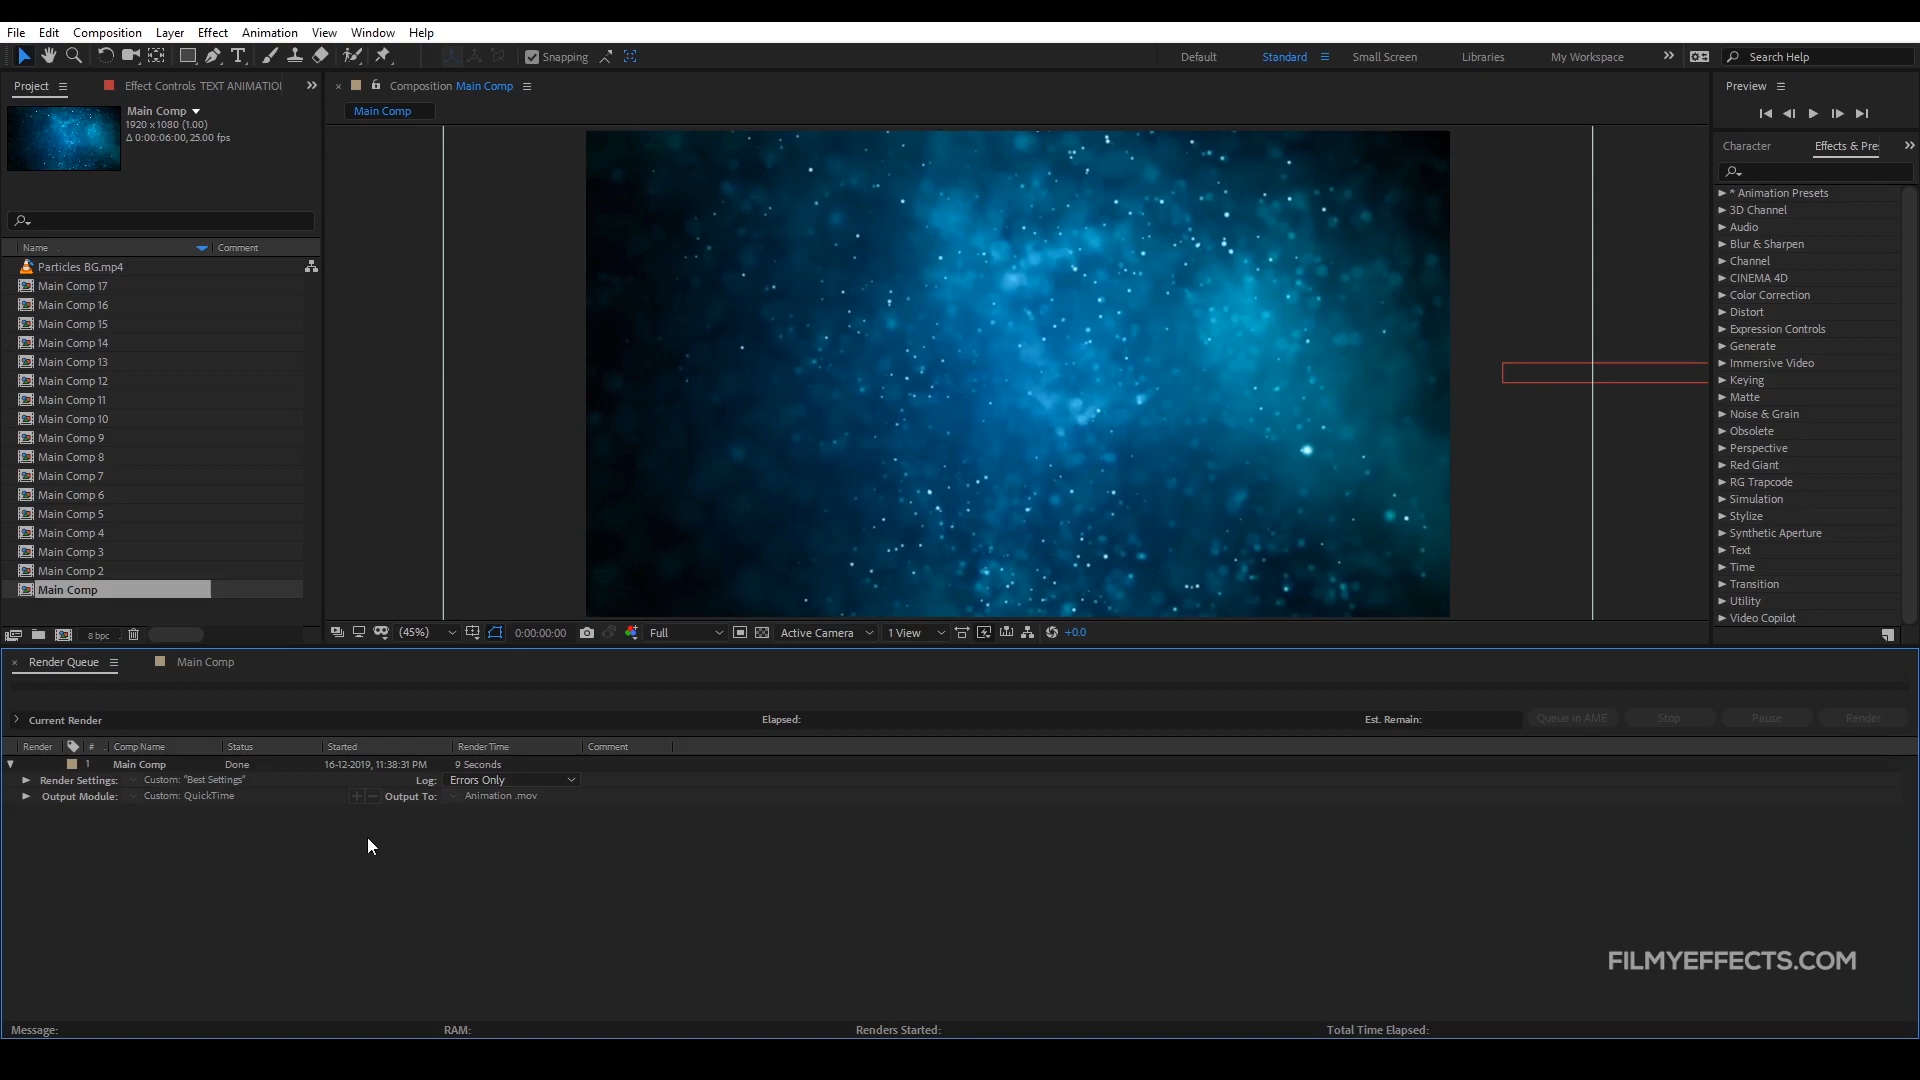 File Edit Composition Layer Effect Animation View Window Help
Snapping Default Standard Small Screen Libraries My Workspace Search Help
Project Effect Controls TEXT ANIMATIO
Composition Main Comp
Preview
Main Comp
1920 x 1080 (1.00)
Δ 0:00:06:00, 25.00 fps
Main Comp
Character Effects & Pre
Name Comment
Particles BG.mp4
Main Comp 17
Main Comp 16
Main Comp 15
Main Comp 14
Main Comp 13
Main Comp 12
Main Comp 11
Main Comp 10
Main Comp 9
Main Comp 8
Main Comp 7
Main Comp 6
Main Comp 5
Main Comp 4
Main Comp 3
Main Comp 2
Main Comp
8 bpc
* Animation Presets
3D Channel
Audio
Blur & Sharpen
Channel
CINEMA 4D
Color Correction
Distort
Expression Controls
Generate
Immersive Video
Keying
Matte
Noise & Grain
Obsolete
Perspective
Red Giant
RG Trapcode
Simulation
Stylize
Synthetic Aperture
Text
Time
Transition
Utility
Video Copilot
(45%) 0:00:00:00 Full Active Camera 1 View +0.0
Render Queue Main Comp
Current Render Elapsed: Est. Remain: Queue in AME Stop Pause Render
Render # Comp Name Status Started Render Time Comment
1 Main Comp Done 16-12-2019, 11:38:31 PM 9 Seconds
Render Settings: Custom: "Best Settings" Log: Errors Only
Output Module: Custom: QuickTime Output To: Animation .mov
FILMYEFFECTS.COM
Message: RAM: Renders Started: Total Time Elapsed: